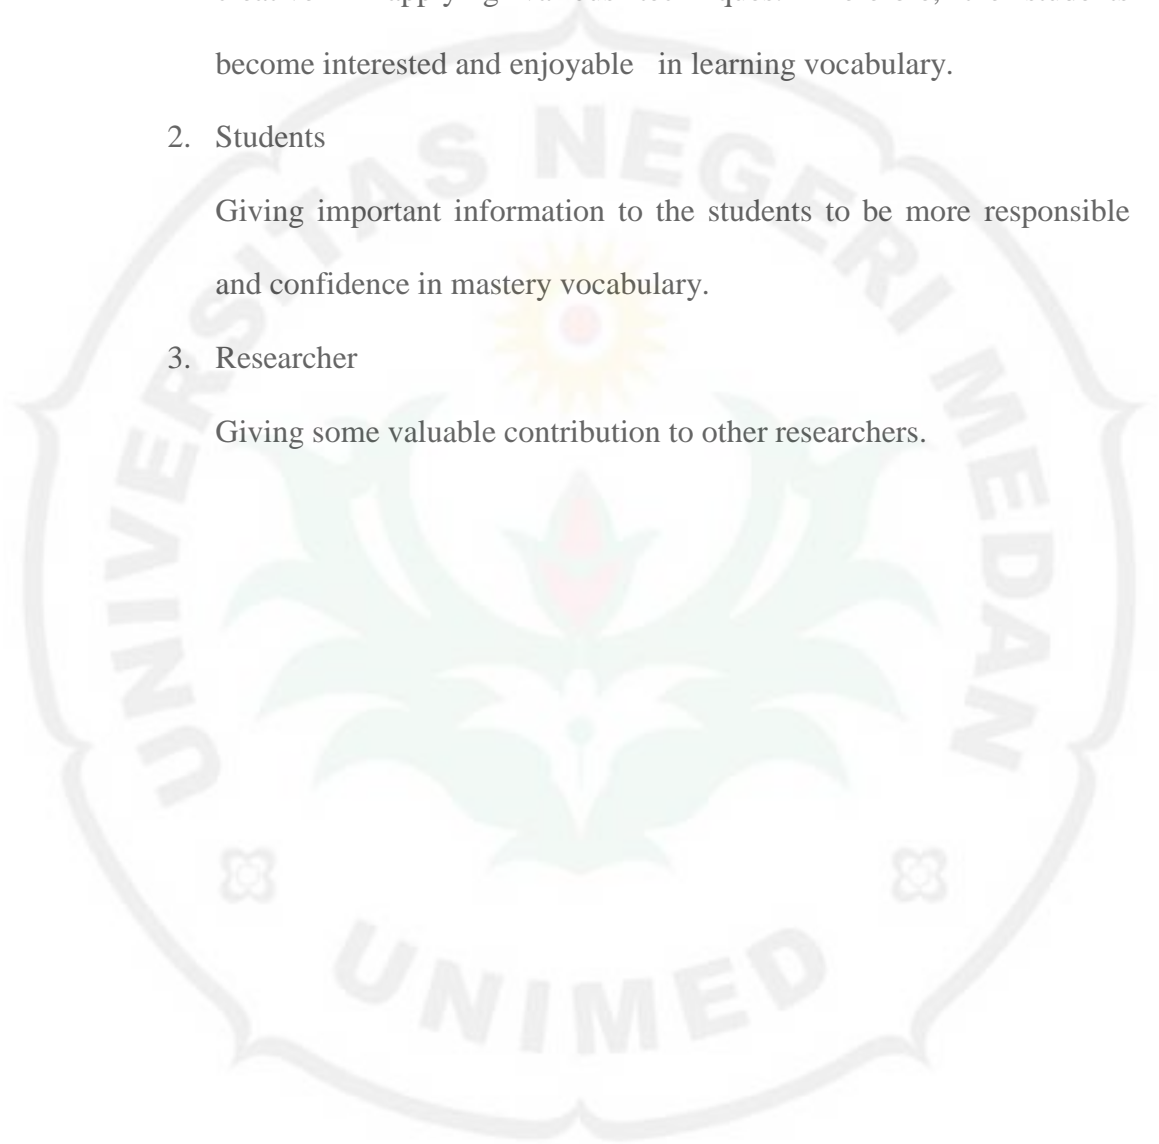 become interested and enjoyable in learning vocabulary.
2. Students
Giving important information to the students to be more responsible
and confidence in mastery vocabulary.
3. Researcher
Giving some valuable contribution to other researchers.
UNIVERSITAS NEGERI MEDAN
UNIMED